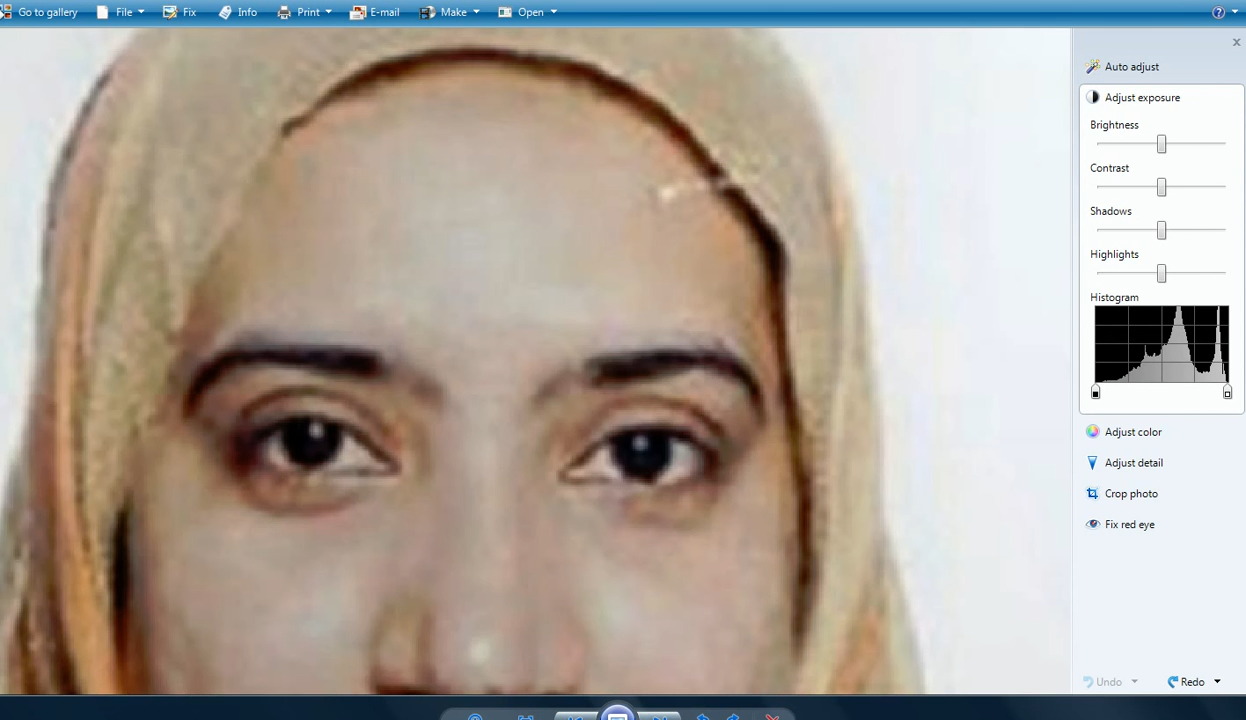 Go to gallery File Fix Info Print E-mail Make Open
Auto adjust
Adjust exposure
Brightness
Contrast
Shadows
Highlights
Histogram
Adjust color
Adjust detail
Crop photo
Fix red eye
Undo Redo